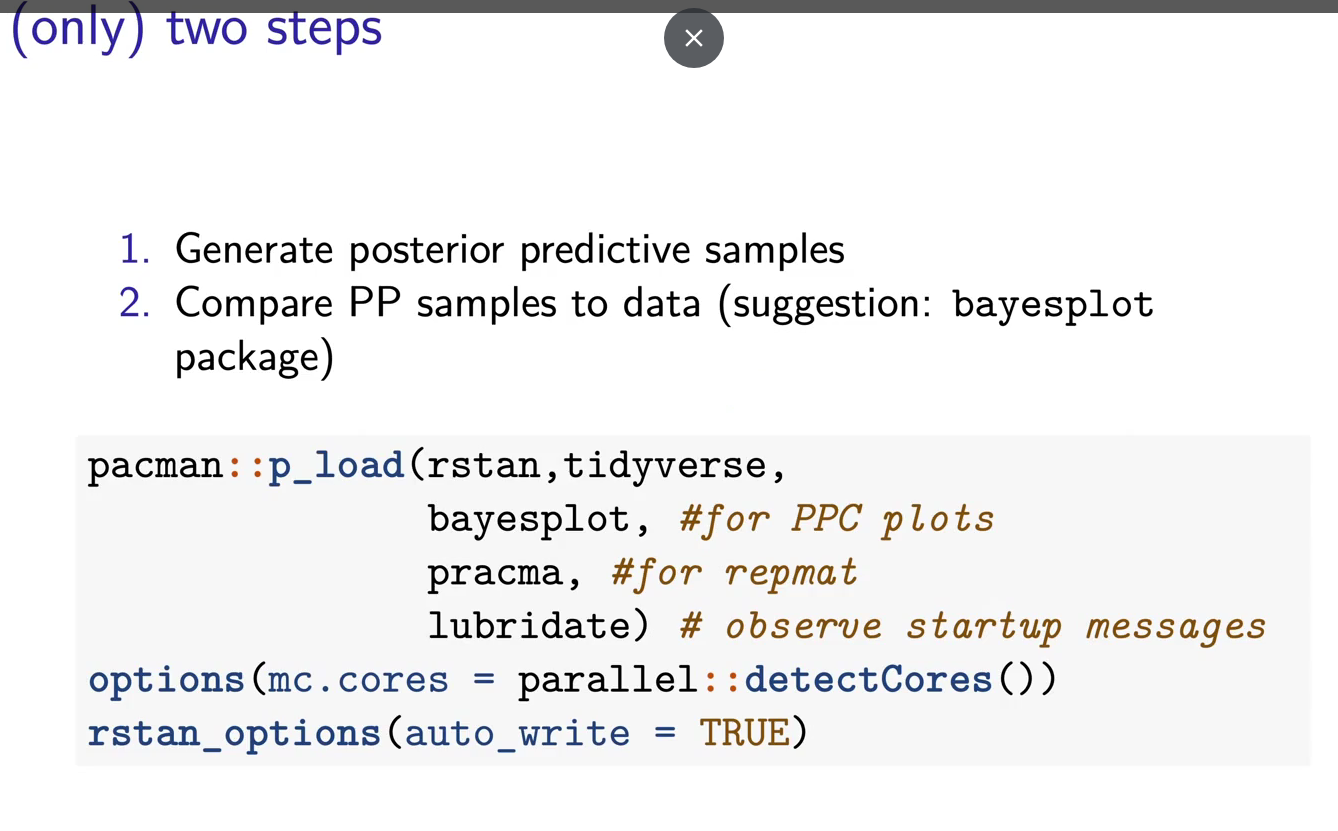 (only) two steps
1. Generate posterior predictive samples
2. Compare PP samples to data (suggestion: bayesplot
package)
pacman::p_load(rstan,tidyverse,
bayesplot, #for PPC plots
pracma, #for repmat
lubridate) # observe startup messages
options(mc.cores = parallel::detectCores())
rstan_options(auto_write = TRUE)